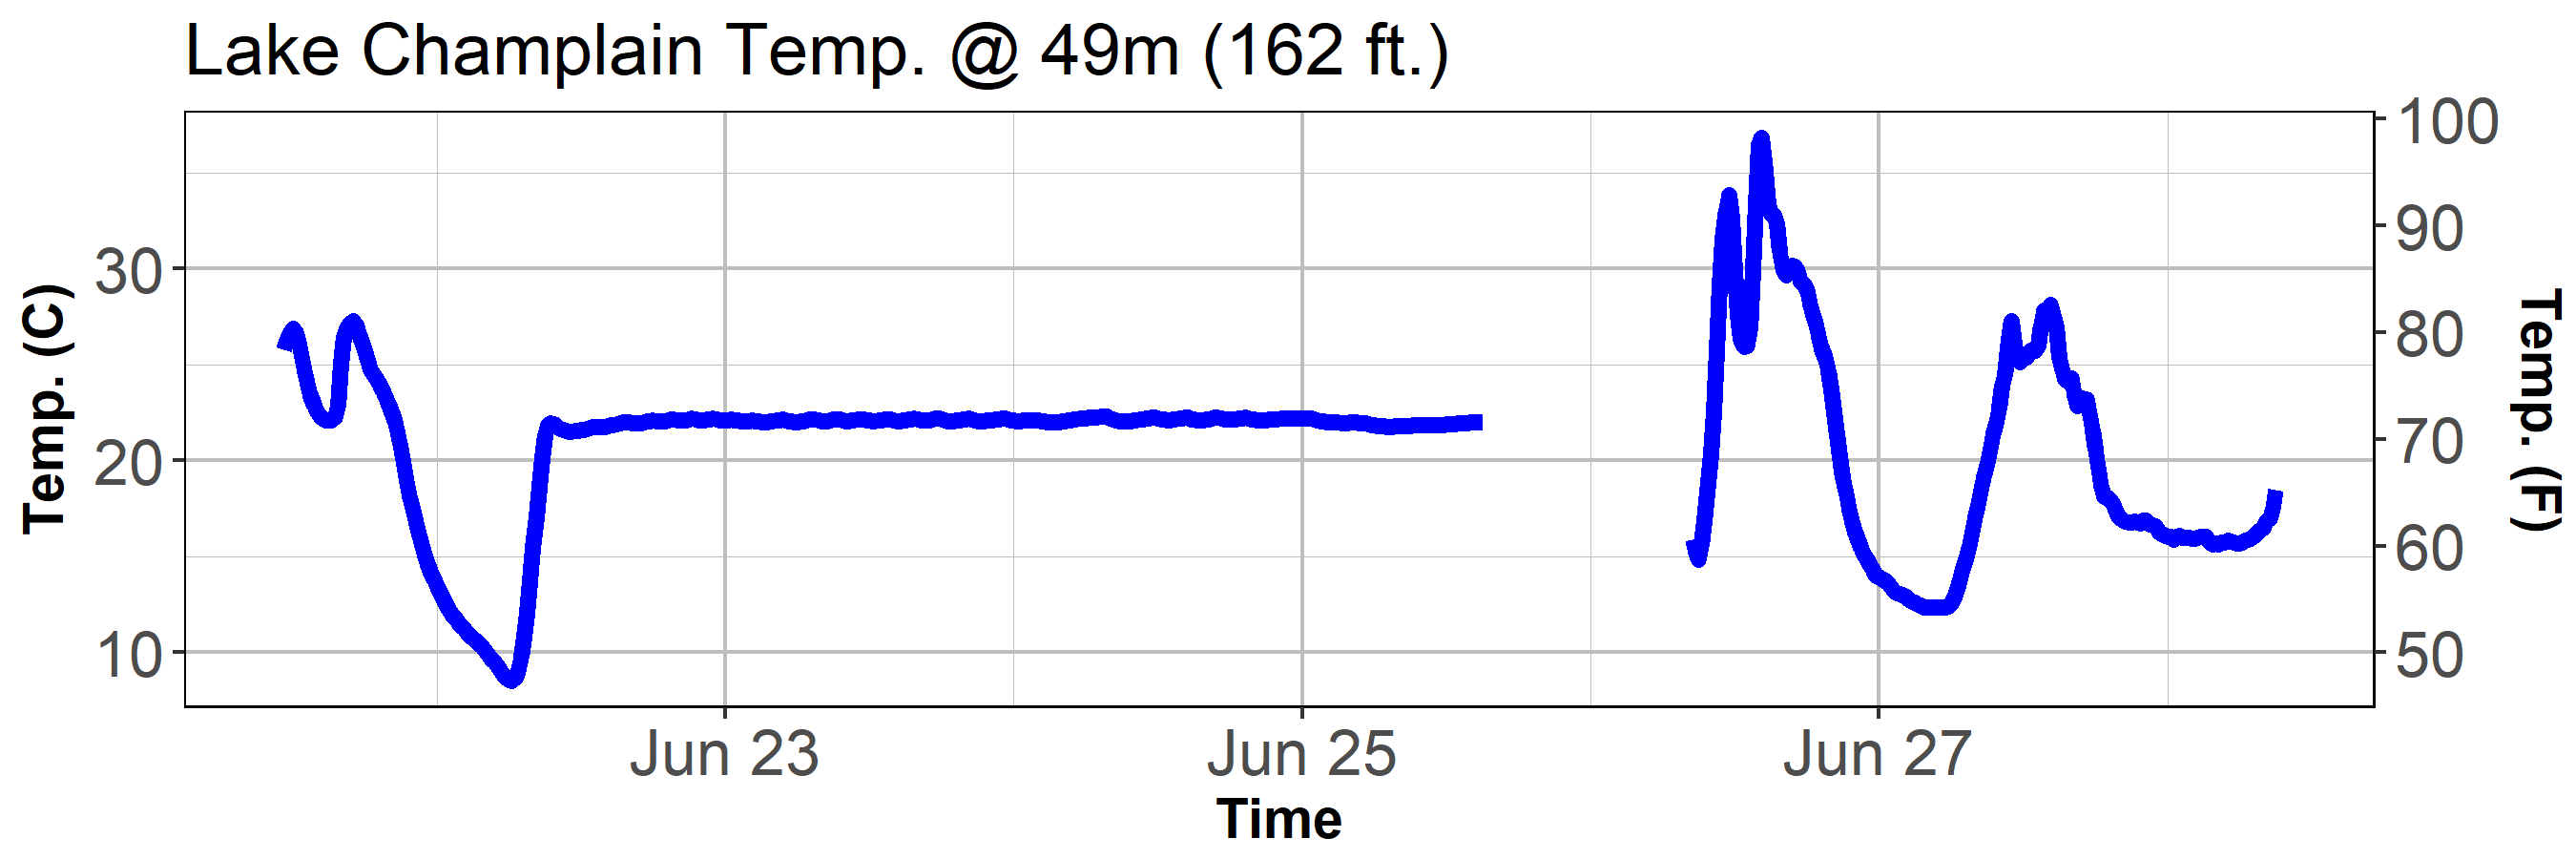 Lake Champlain Temp. @ 49m (162 ft.)
Temp. (C)
30
20
10
100
90
80
70
60
50
Temp. (F)
Jun 23
Jun 25
Jun 27
Time